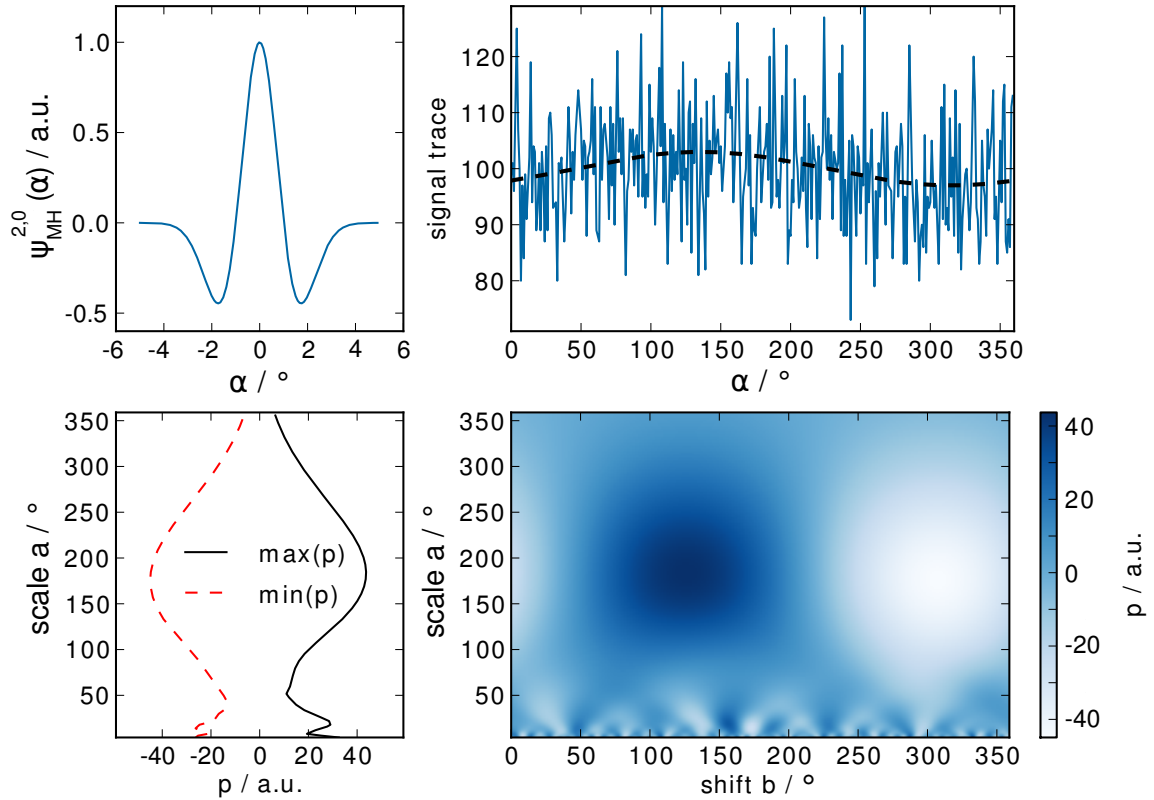 1.0
0.5
0.0
-0.5
Ψ²,⁰MH (α) / a.u.
-6 -4 -2 0 2 4 6
α / °
120
110
100
90
80
signal trace
0 50 100 150 200 250 300 350
α / °
350
300
250
200
150
100
50
scale a / °
max(p)
min(p)
-40 -20 0 20 40
p / a.u.
350
300
250
200
150
100
50
scale a / °
0 50 100 150 200 250 300 350
shift b / °
40
20
0
-20
-40
p / a.u.